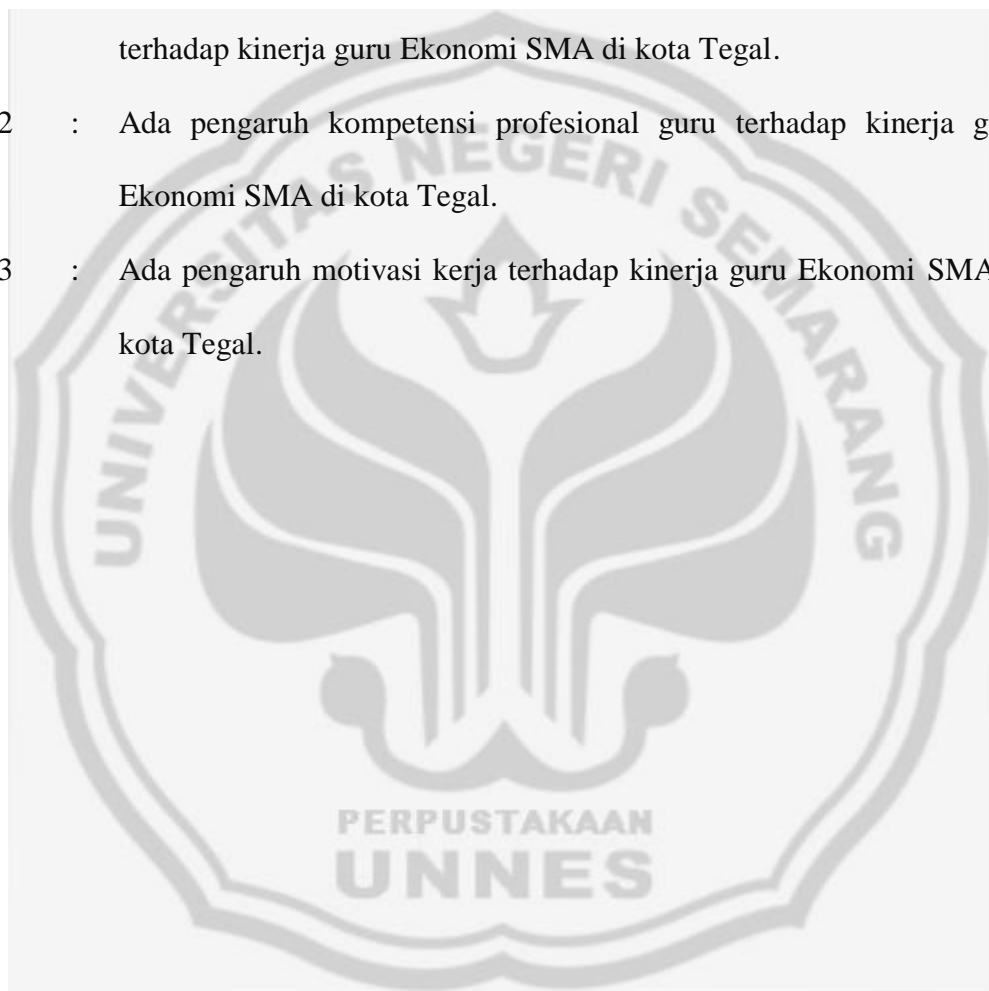 terhadap kinerja guru Ekonomi SMA di kota Tegal.
2 : Ada pengaruh kompetensi profesional guru terhadap kinerja g
Ekonomi SMA di kota Tegal.
3 : Ada pengaruh motivasi kerja terhadap kinerja guru Ekonomi SMA
kota Tegal.
UNIVERSITAS NEGERI SEMARANG
PERPUSTAKAAN
UNNES